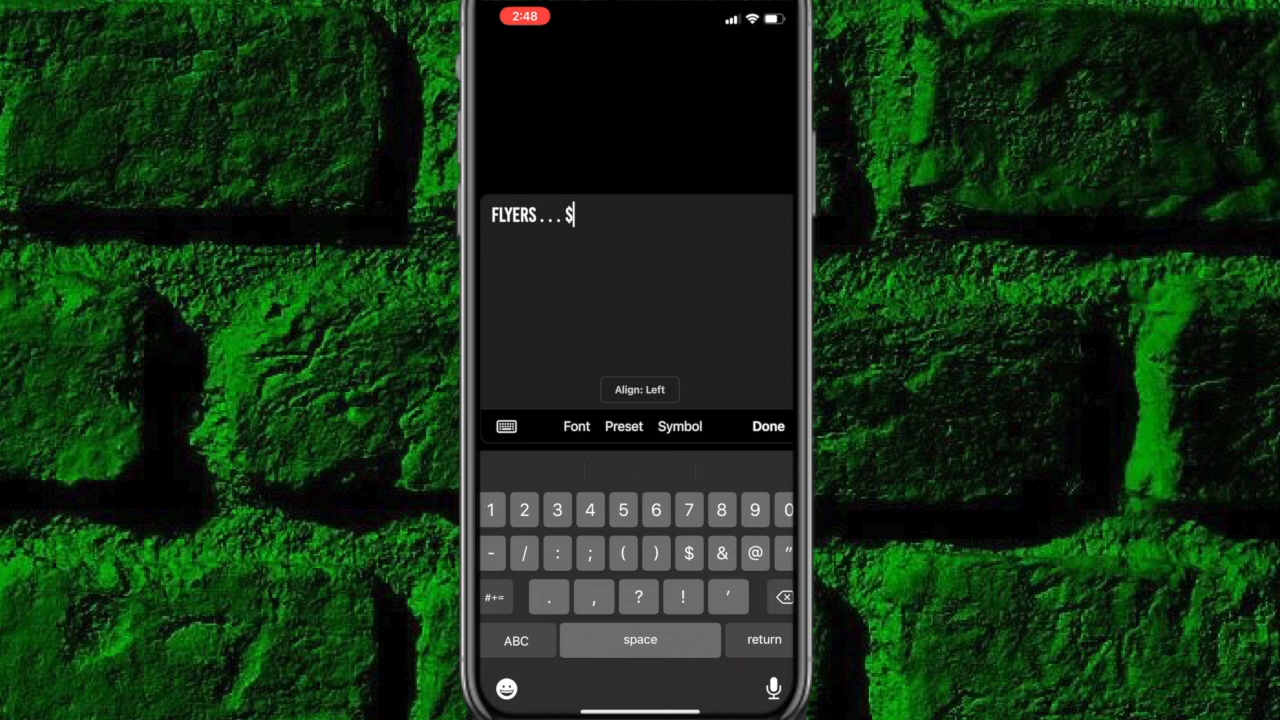 2:48
FLYERS . . . $
Align: Left
Font Preset Symbol Done
1 2 3 4 5 6 7 8 9 0
- / : ; ( ) $ & @ "
#+= . , ? ! '
ABC space return